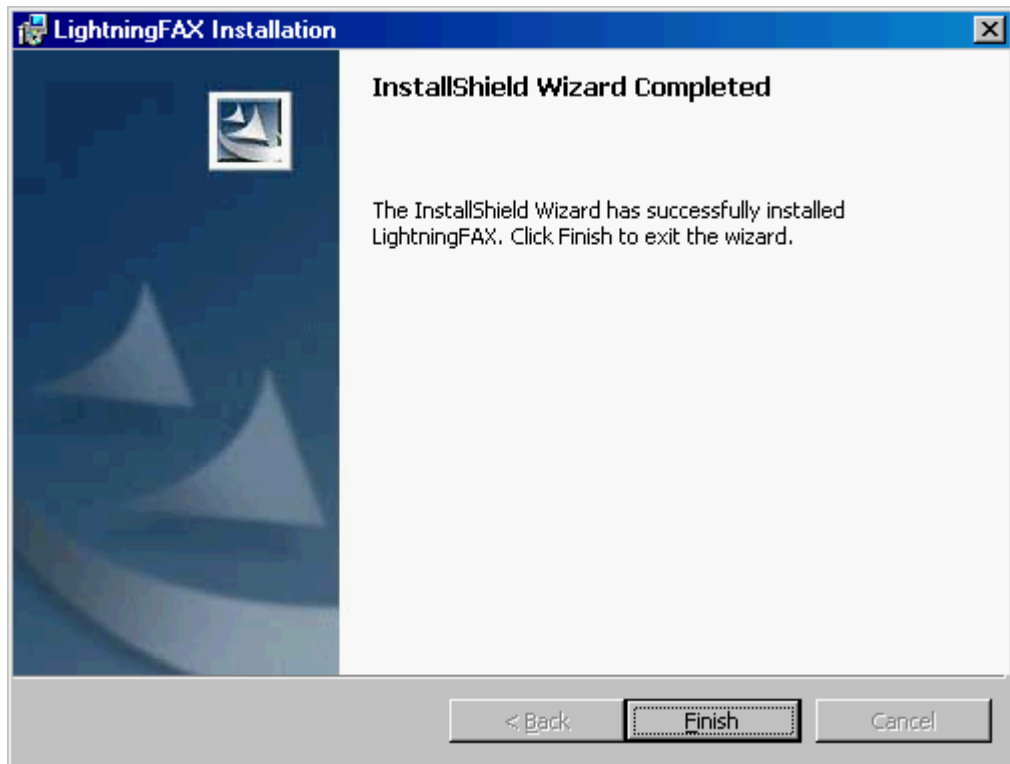 LightningFAX Installation
InstallShield Wizard Completed
The InstallShield Wizard has successfully installed
LightningFAX. Click Finish to exit the wizard.
< Back
Finish
Cancel